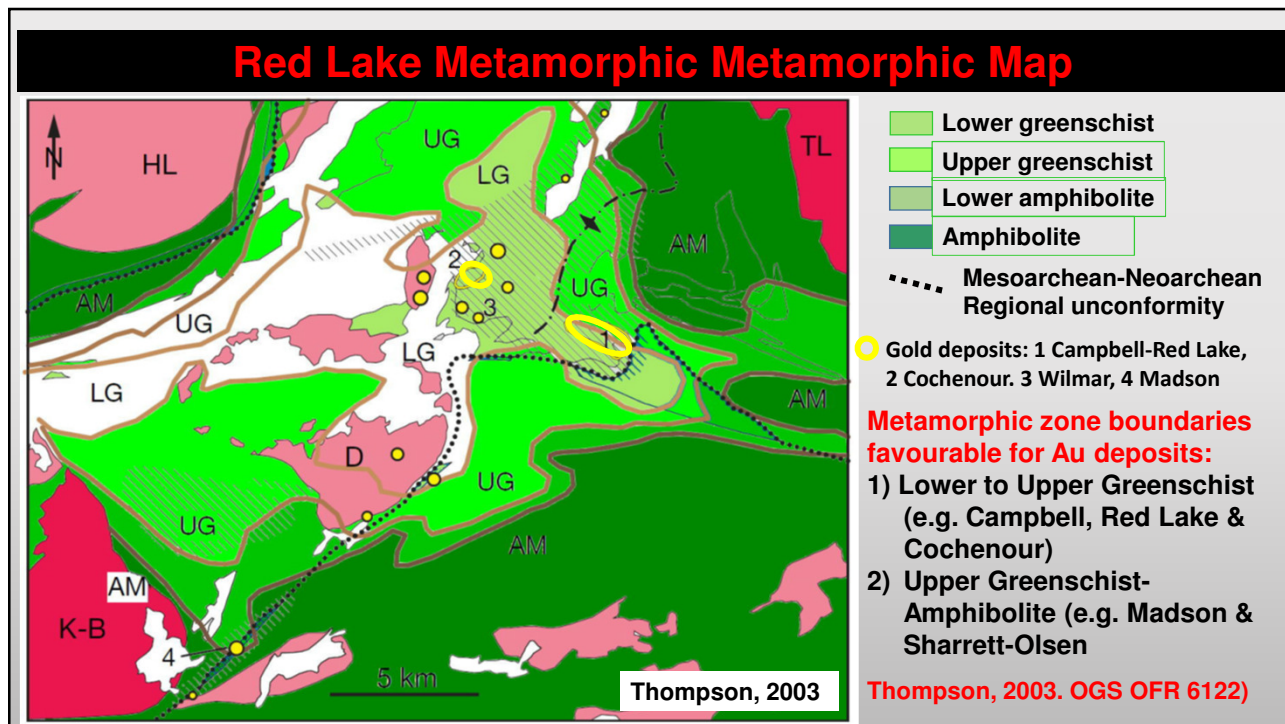 Red Lake Metamorphic Metamorphic Map
N
HL
UG
LG
TL
AM
2
3
UG
1
AM
UG
LG
LG
AM
D
UG
UG
AM
AM
K-B
4
5 km
Thompson, 2003
Lower greenschist
Upper greenschist
Lower amphibolite
Amphibolite
Mesoarchean-Neoarchean
Regional unconformity
Gold deposits: 1 Campbell-Red Lake,
2 Cochenour. 3 Wilmar, 4 Madson
Metamorphic zone boundaries
favourable for Au deposits:
1) Lower to Upper Greenschist
(e.g. Campbell, Red Lake &
Cochenour)
2) Upper Greenschist-
Amphibolite (e.g. Madson &
Sharrett-Olsen
Thompson, 2003. OGS OFR 6122)